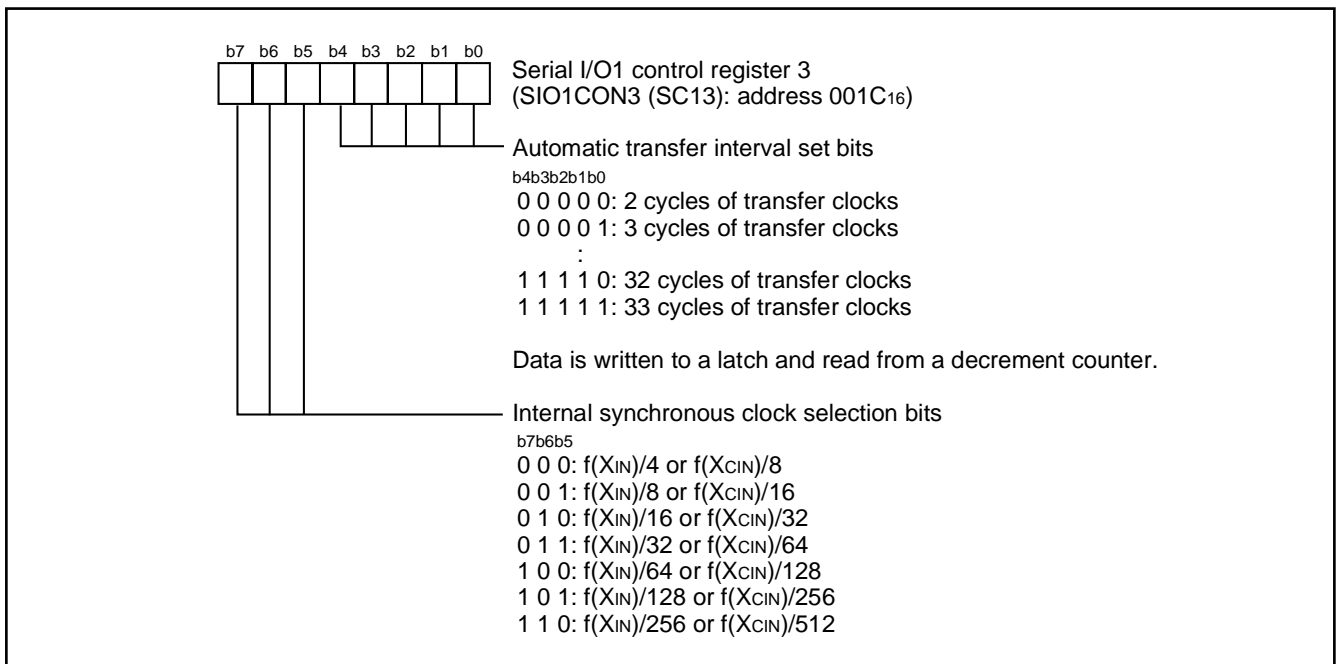 b7 b6 b5 b4 b3 b2 b1 b0
Serial I/O1 control register 3
(SIO1CON3 (SC13): address 001C16)
Automatic transfer interval set bits
b4b3b2b1b0
0 0 0 0 0: 2 cycles of transfer clocks
0 0 0 0 1: 3 cycles of transfer clocks
:
1 1 1 1 0: 32 cycles of transfer clocks
1 1 1 1 1: 33 cycles of transfer clocks
Data is written to a latch and read from a decrement counter.
Internal synchronous clock selection bits
b7b6b5
0 0 0: f(XIN)/4 or f(XCIN)/8
0 0 1: f(XIN)/8 or f(XCIN)/16
0 1 0: f(XIN)/16 or f(XCIN)/32
0 1 1: f(XIN)/32 or f(XCIN)/64
1 0 0: f(XIN)/64 or f(XCIN)/128
1 0 1: f(XIN)/128 or f(XCIN)/256
1 1 0: f(XIN)/256 or f(XCIN)/512